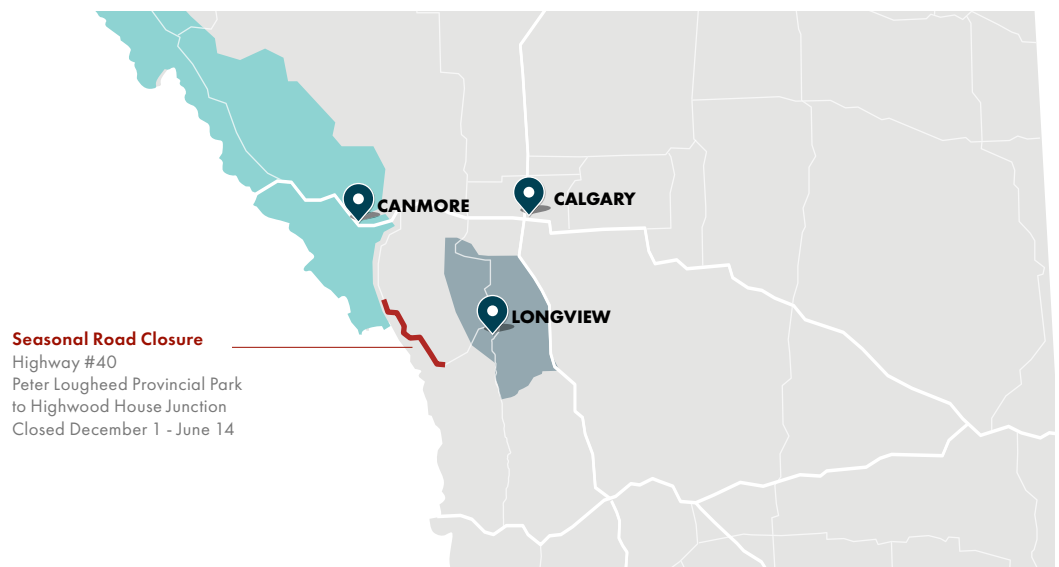 CANMORE
CALGARY
LONGVIEW
Seasonal Road Closure
Highway #40
Peter Lougheed Provincial Park
to Highwood House Junction
Closed December 1 - June 14